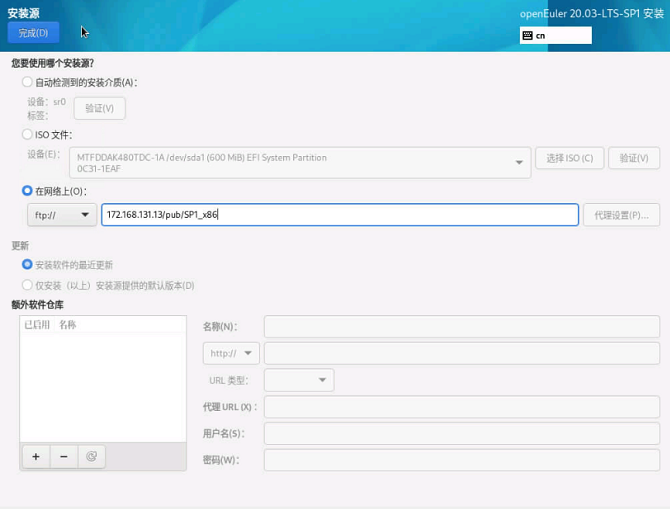 安装源
openEuler 20.03-LTS-SP1 安装
完成(D)
cn
您要使用哪个安装源？
自动检测到的安装介质(A)：
设备： sr0
标签：
验证(V)
ISO 文件：
设备(E)：
MTFDDAK480TDC-1A /dev/sda1 (600 MiB) EFI System Partition
0C31-1EAF
选择 ISO (C)
验证(V)
在网络上(O)：
ftp://
172.168.131.13/pub/SP1_x86
代理设置(P)...
更新
安装软件的最近更新
仅安装（以上）安装源提供的默认版本(D)
额外软件仓库
已启用 名称
名称(N)：
http://
URL 类型：
代理 URL (X)：
用户名(S)：
密码(W)：